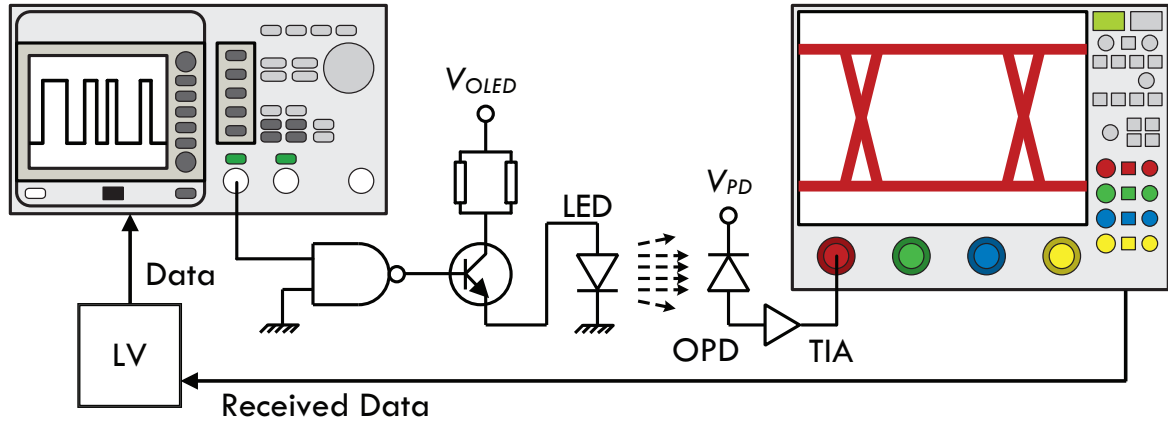 V_OLED
LED
V_PD
Data
LV
OPD
TIA
Received Data